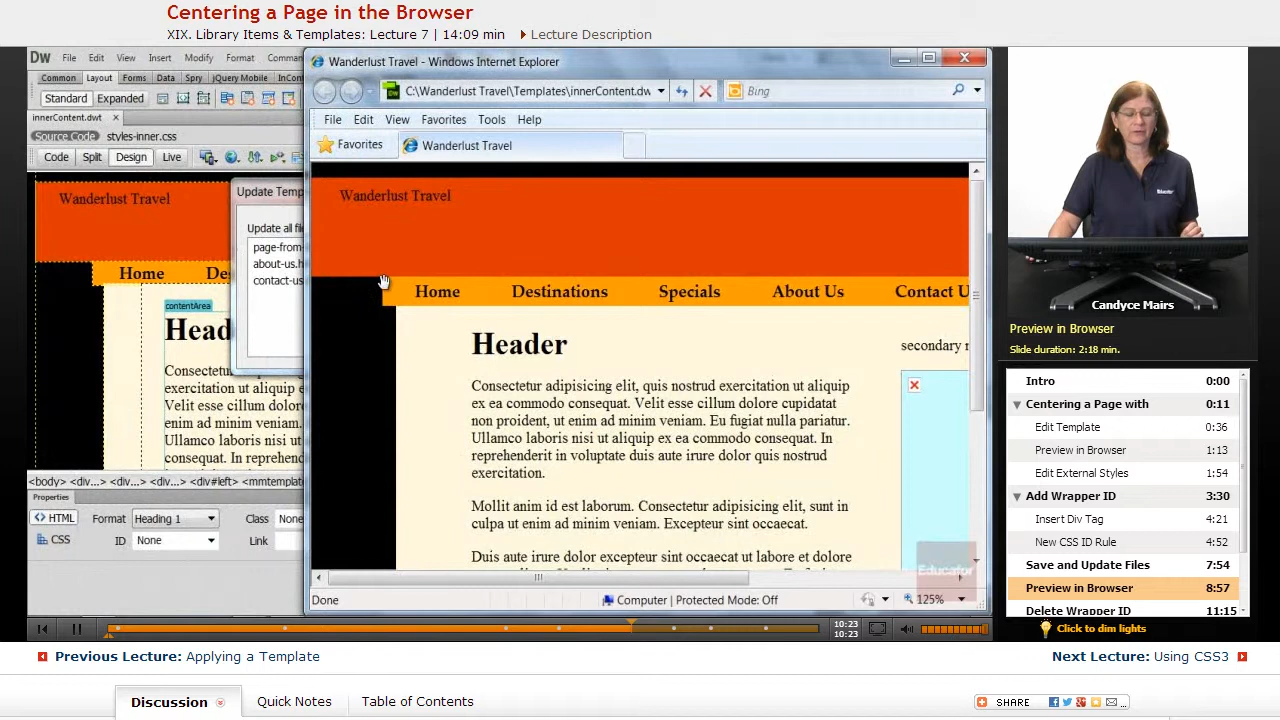 Centering a Page in the Browser
XIX. Library Items & Templates: Lecture 7 | 14:09 min
Lecture Description
Dw File Edit View Insert Modify Format
Common Layout Forms Data Spry jQuery Mobile InCon
Standard Expanded
innerContent.dwt
Source Code styles-inner.css
Code Split Design Live
Wanderlust Travel
Home
contentArea
Update Temp
Update all fil
page-from-
about-us.h
contact-us
<body> <div...> <div...> <div#left> <mmtemplat
Properties
HTML Format Heading 1 Class None
CSS ID None Link
Wanderlust Travel - Windows Internet Explorer
C:\Wanderlust Travel\Templates\innerContent.dw
Bing
File Edit View Favorites Tools Help
Favorites
Wanderlust Travel
Wanderlust Travel
Home Destinations Specials About Us Contact U
Header
secondary
Consectetur adipisicing elit, quis nostrud exercitation ut aliquip
ex ea commodo consequat. Velit esse cillum dolore cupidatat
non proident, ut enim ad minim veniam. Eu fugiat nulla pariatur.
Ullamco laboris nisi ut aliquip ex ea commodo consequat. In
reprehenderit in voluptate duis aute irure dolor quis nostrud
exercitation.
Mollit anim id est laborum. Consectetur adipisicing elit, sunt in
culpa ut enim ad minim veniam. Excepteur sint occaecat.
Duis aute irure dolor excepteur sint occaecat ut labore et dolore
Educator
Done
Computer | Protected Mode: Off
125%
10:23
10:23
Candyce Mairs
Preview in Browser
Slide duration: 2:18 min.
Intro 0:00
Centering a Page with 0:11
Edit Template 0:36
Preview in Browser 1:13
Edit External Styles 1:54
Add Wrapper ID 3:30
Insert Div Tag 4:21
New CSS ID Rule 4:52
Save and Update Files 7:54
Preview in Browser 8:57
Delete Wrapper ID 11:15
Click to dim lights
Previous Lecture: Applying a Template
Next Lecture: Using CSS3
Discussion Quick Notes Table of Contents
SHARE